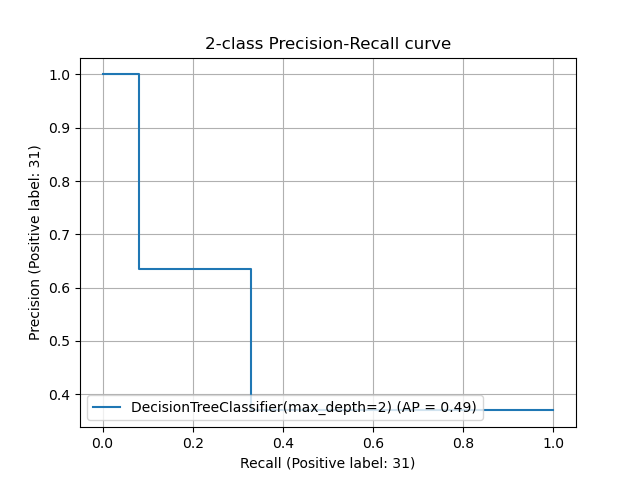 2-class Precision-Recall curve
Precision (Positive label: 31)
1.0
0.9
0.8
0.7
0.6
0.5
0.4
DecisionTreeClassifier(max_depth=2) (AP = 0.49)
0.0 0.2 0.4 0.6 0.8 1.0
Recall (Positive label: 31)